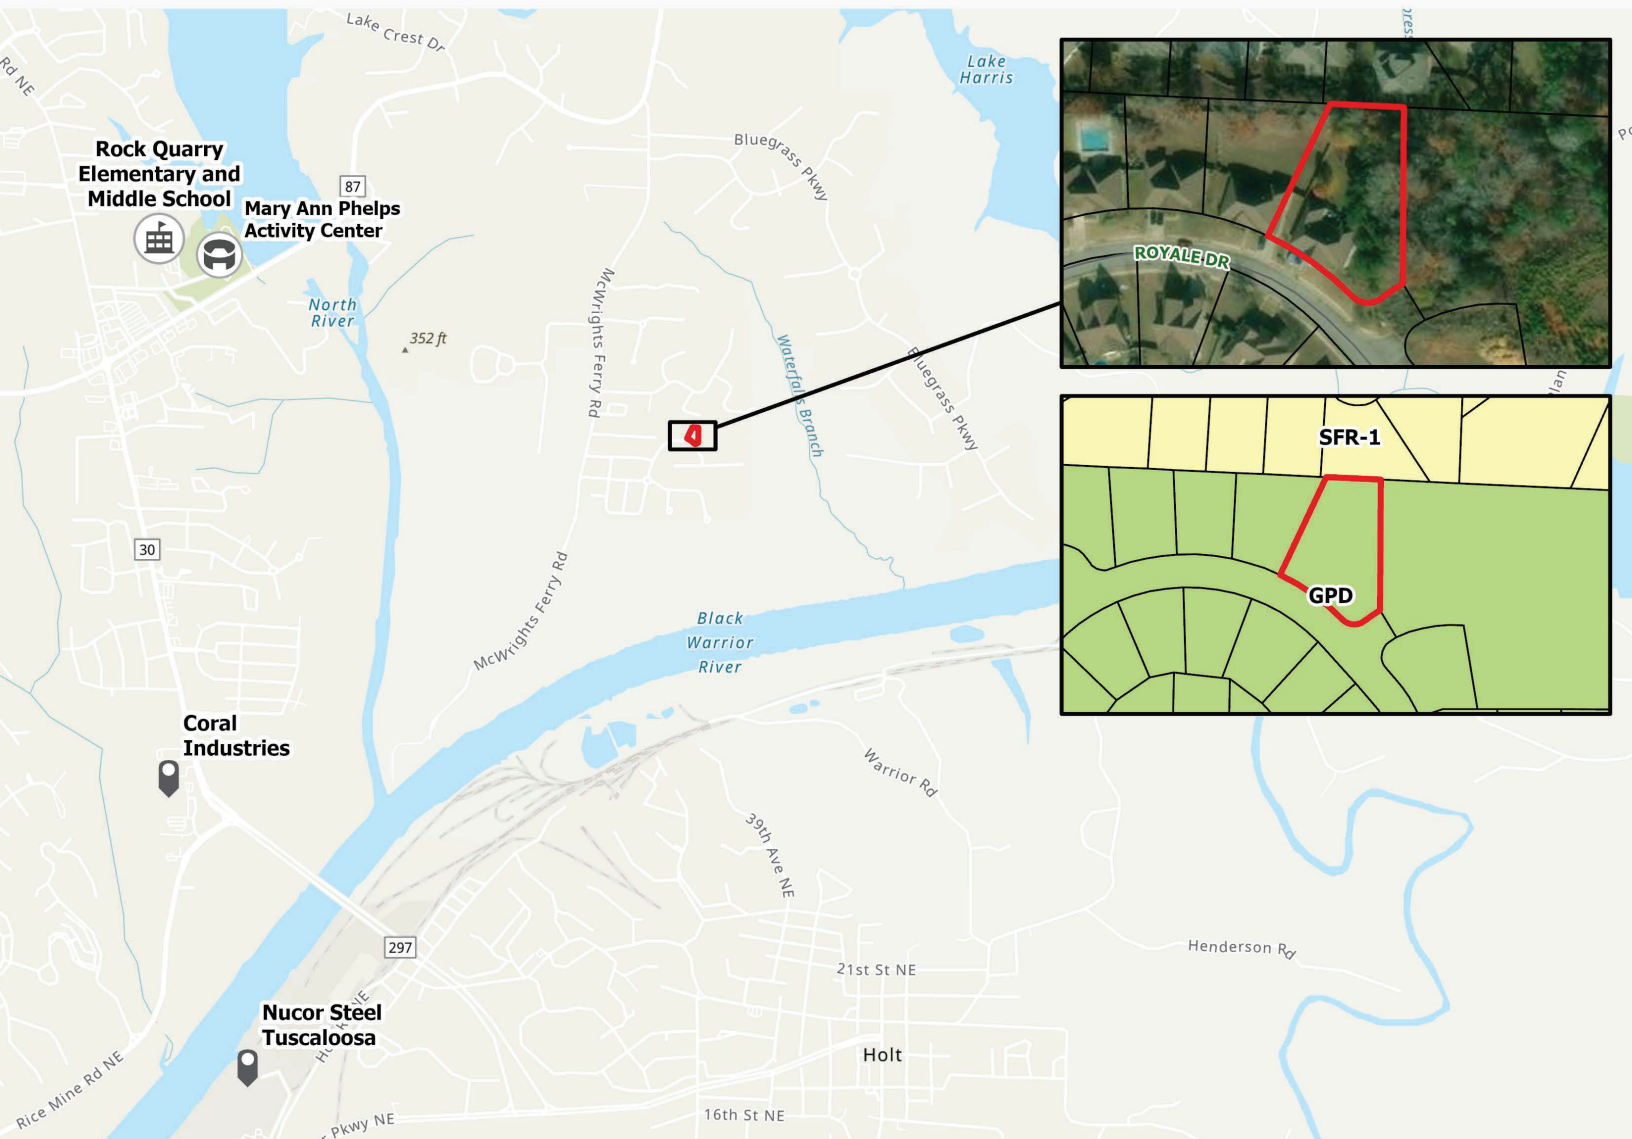 Lake Crest Dr
Rd NE
Lake
Harris
Bluegrass Pkwy
Rock Quarry
Elementary and
Middle School
87
Mary Ann Phelps
Activity Center
ROYALE DR
North
River
352 ft
McWrights Ferry Rd
Waterfalls Branch
Bluegrass Pkwy
SFR-1
30
GPD
McWrights Ferry Rd
Black
Warrior
River
Coral
Industries
Warrior Rd
39th Ave NE
297
Henderson Rd
21st St NE
Nucor Steel
Tuscaloosa
Holt
Rice Mine Rd NE
16th St NE
Pkwy NE